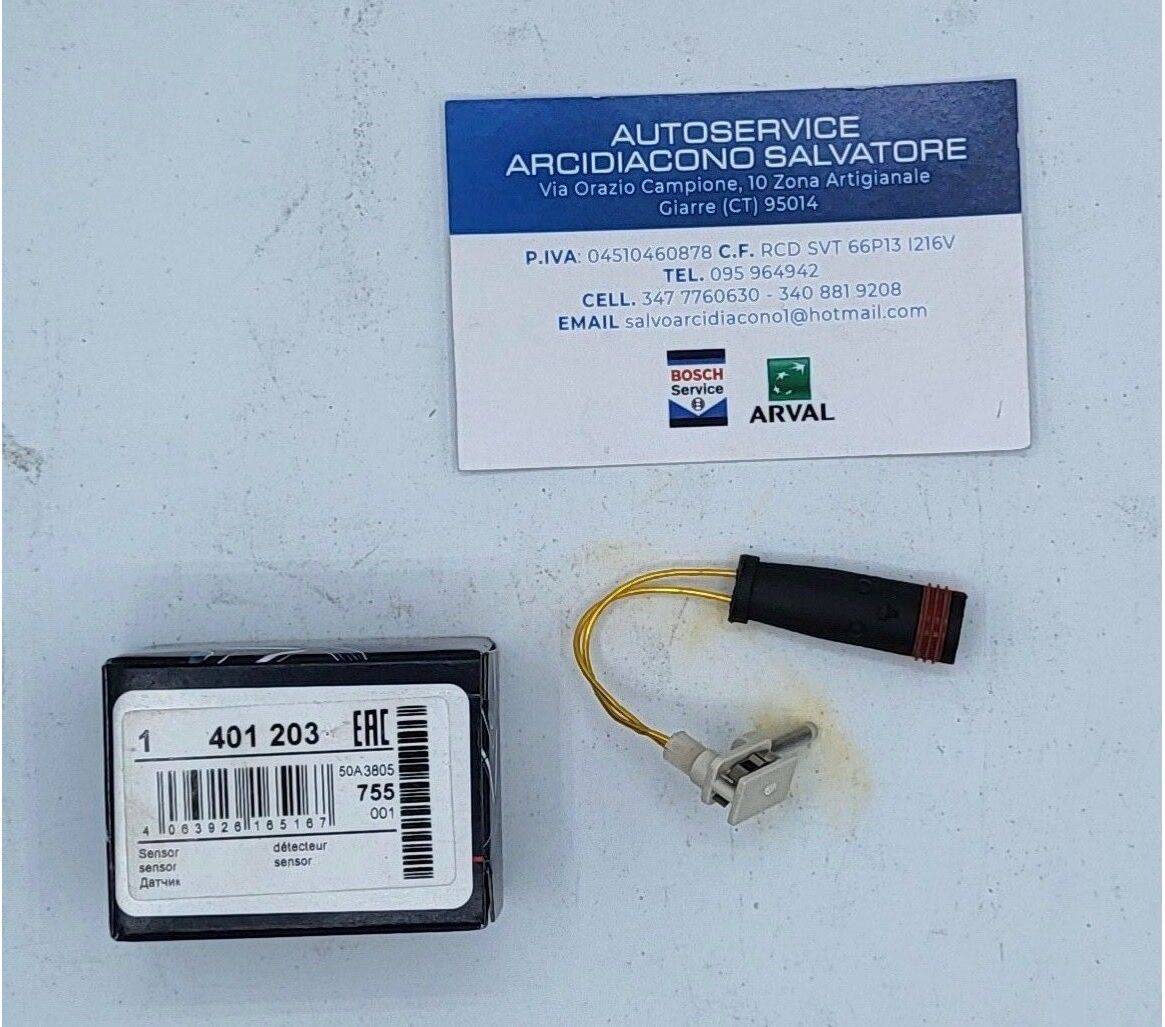 AUTOSERVICE
ARCIDIACONO SALVATORE
Via Orazio Campione, 10 Zona Artigianale
Giarre (CT) 95014
P.IVA: 04510460878 C.F. RCD SVT 66P13 I216V
TEL. 095 964942
CELL. 347 7760630 - 340 881 9208
EMAIL salvoarcidiacono1@hotmail.com
BOSCH
Service
ARVAL
1 401 203 EAC
50A3805
755
001
4 063926 165167
Sensor détecteur
sensor sensor
Датчик